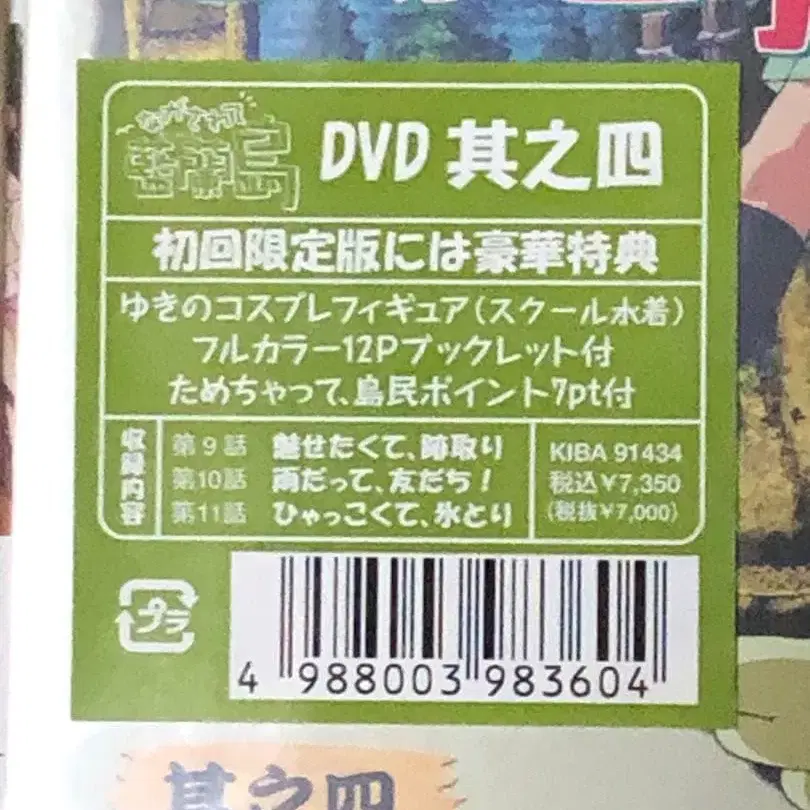 ながされて
藍蘭島
DVD 其之四
初回限定版には豪華特典
ゆきのコスプレフィギュア(スクール水着)
フルカラー12Pブックレット付
ためちゃって、島民ポイント7pt付
収録内容
第9話 魅せたくて、跡取り
第10話 雨だって、友だち!
第11話 ひゃっこくて、氷とり
KIBA 91434
税込¥7,350
(税抜¥7,000)
プラ
4 988003 983604
其之四